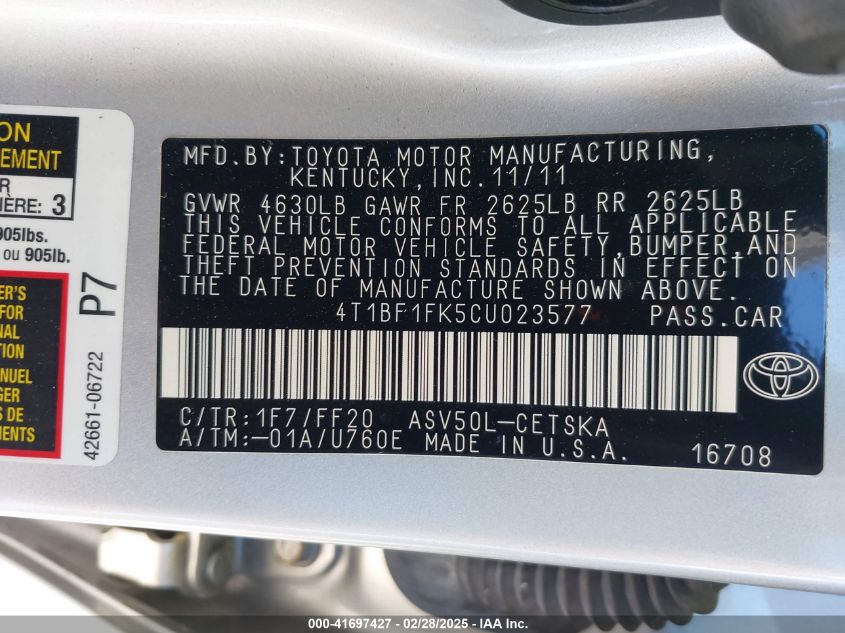 ON
EMENT
R
IÈRE: 3
905lbs.
ou 905lb.
ER'S
FOR
NAL
TION
ANUEL
GER
S DE
MENTS
P7
42661-06722
MFD.BY:TOYOTA MOTOR MANUFACTURING,
KENTUCKY,INC.11/11
GVWR 4630LB GAWR FR 2625LB RR 2625LB
THIS VEHICLE CONFORMS TO ALL APPLICABLE
FEDERAL MOTOR VEHICLE SAFETY,BUMPER,AND
THEFT PREVENTION STANDARDS IN EFFECT ON
THE DATE OF MANUFACTURE SHOWN ABOVE.
4T1BF1FK5CU023577 PASS.CAR
C/TR:1F7/FF20 ASV50L-CETSKA
A/TM:-01A/U760E MADE IN U.S.A. 16708
000-41697427 - 02/28/2025 - IAA Inc.